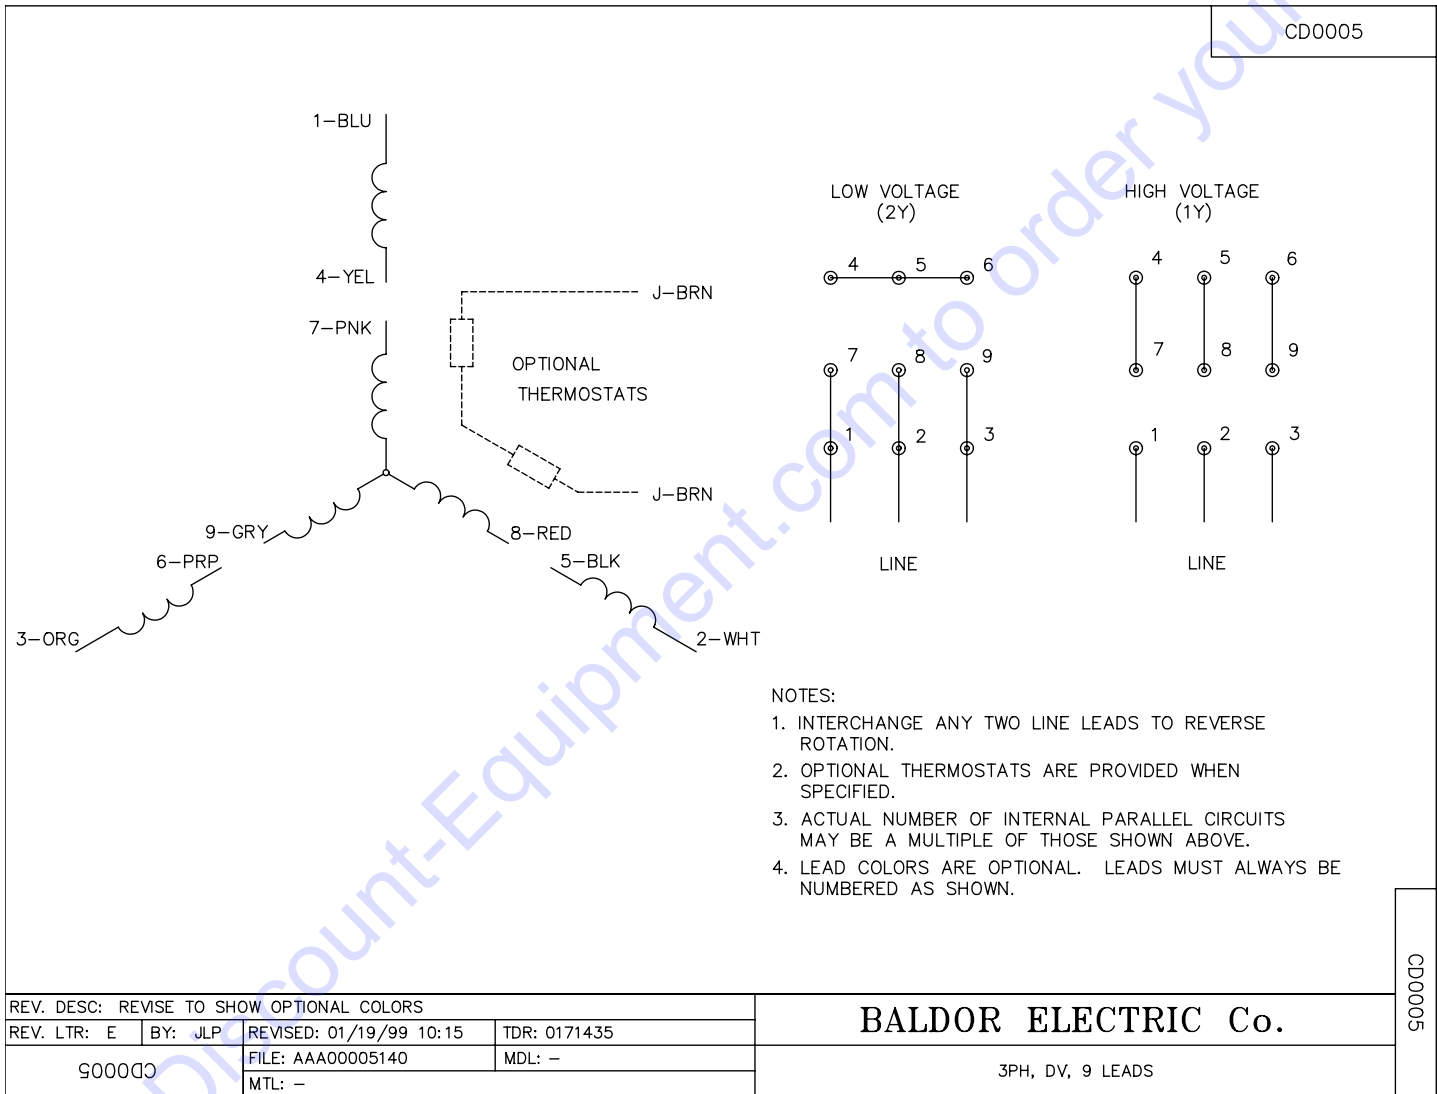 CD0005
1-BLU
4-YEL
7-PNK
J-BRN
OPTIONAL
THERMOSTATS
J-BRN
9-GRY
8-RED
6-PRP
5-BLK
3-ORG
2-WHT
LOW VOLTAGE
(2Y)
4 5 6
7 8 9
1 2 3
LINE
HIGH VOLTAGE
(1Y)
4 5 6
7 8 9
1 2 3
LINE
NOTES:
1. INTERCHANGE ANY TWO LINE LEADS TO REVERSE
ROTATION.
2. OPTIONAL THERMOSTATS ARE PROVIDED WHEN
SPECIFIED.
3. ACTUAL NUMBER OF INTERNAL PARALLEL CIRCUITS
MAY BE A MULTIPLE OF THOSE SHOWN ABOVE.
4. LEAD COLORS ARE OPTIONAL. LEADS MUST ALWAYS BE
NUMBERED AS SHOWN.
CD0005
REV. DESC: REVISE TO SHOW OPTIONAL COLORS
REV. LTR: E BY: JLP REVISED: 01/19/99 10:15 TDR: 0171435
CD0005 FILE: AAA00005140 MDL: -
MTL: -
BALDOR ELECTRIC Co.
3PH, DV, 9 LEADS
Discount-Equipment.com to order your